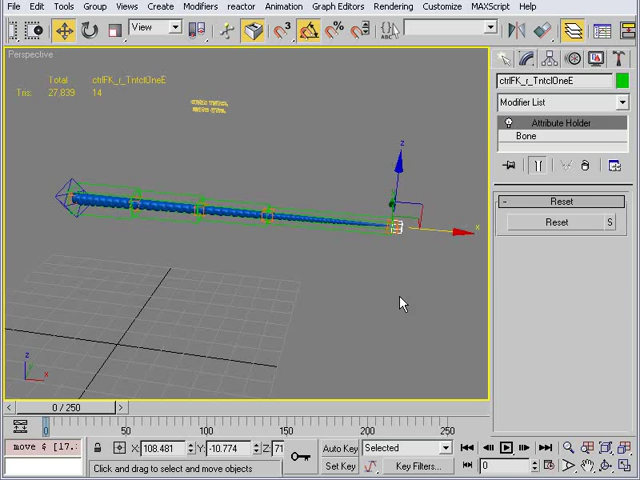 File Edit Tools Group Views Create Modifiers reactor Animation Graph Editors Rendering Customize MAXScript Help
View
Perspective
Total ctrlFK_r_TntclOneE
Tris: 27,839 14
z
x
z
x
ctrlFK_r_TntclOneE
Modifier List
Attribute Holder
Bone
- Reset
Reset S
< 0 / 250 >
0 50 100 150 200 250
move $ [17.
X: 108.481 Y: -10.774 Z: 71
Auto Key Selected
Click and drag to select and move objects
Set Key Key Filters... 0